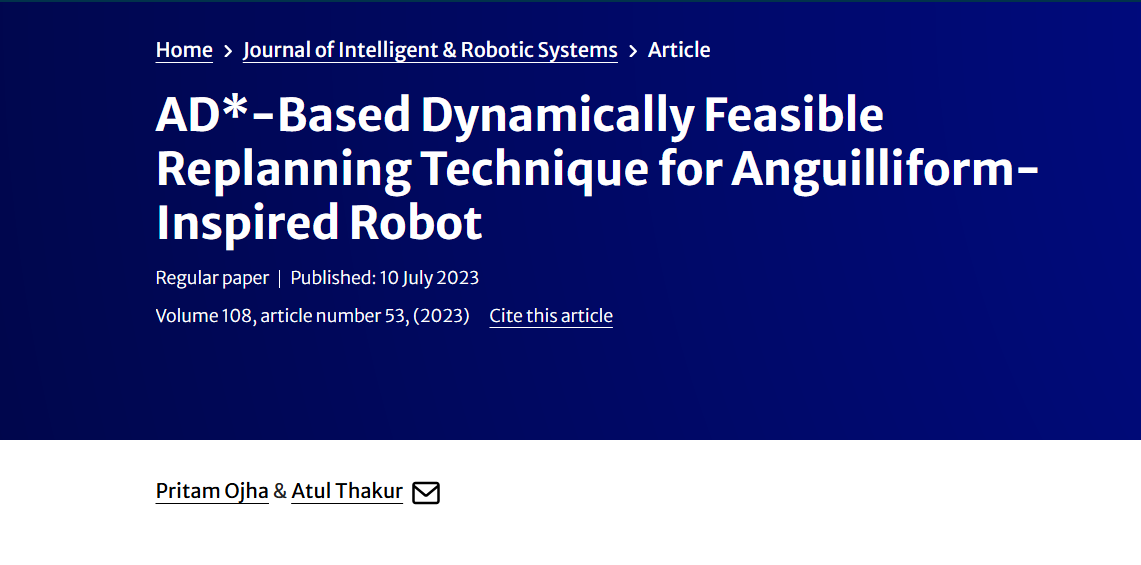 Home > Journal of Intelligent & Robotic Systems > Article
AD*-Based Dynamically Feasible
Replanning Technique for Anguilliform-
Inspired Robot
Regular paper | Published: 10 July 2023
Volume 108, article number 53, (2023) Cite this article
Pritam Ojha & Atul Thakur